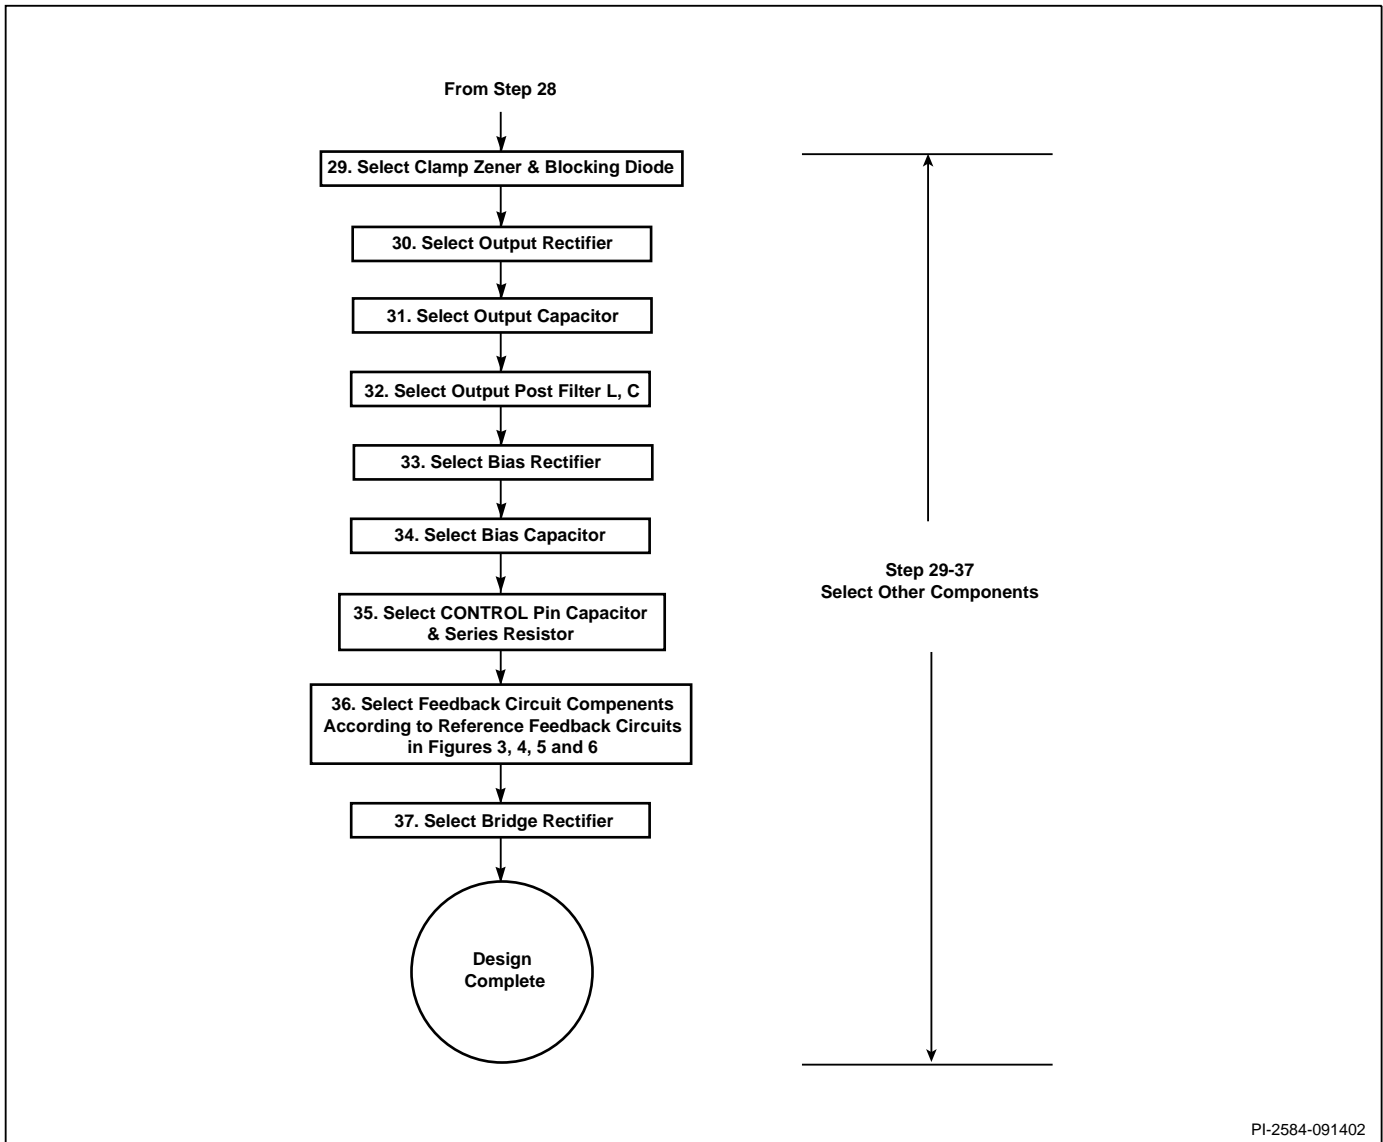 From Step 28
29. Select Clamp Zener & Blocking Diode
30. Select Output Rectifier
31. Select Output Capacitor
32. Select Output Post Filter L, C
33. Select Bias Rectifier
34. Select Bias Capacitor
35. Select CONTROL Pin Capacitor
& Series Resistor
36. Select Feedback Circuit Compenents
According to Reference Feedback Circuits
in Figures 3, 4, 5 and 6
37. Select Bridge Rectifier
Design
Complete
Step 29-37
Select Other Components
PI-2584-091402